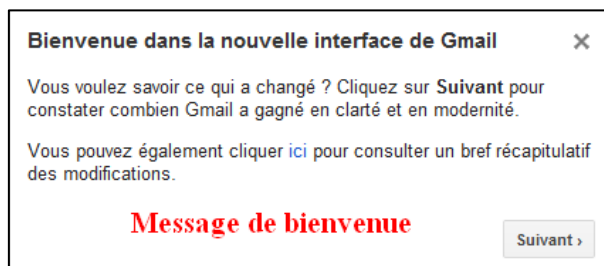 Bienvenue dans la nouvelle interface de Gmail ×
Vous voulez savoir ce qui a changé ? Cliquez sur Suivant pour
constater combien Gmail a gagné en clarté et en modernité.
Vous pouvez également cliquer ici pour consulter un bref récapitulatif
des modifications.
Message de bienvenue
Suivant ›